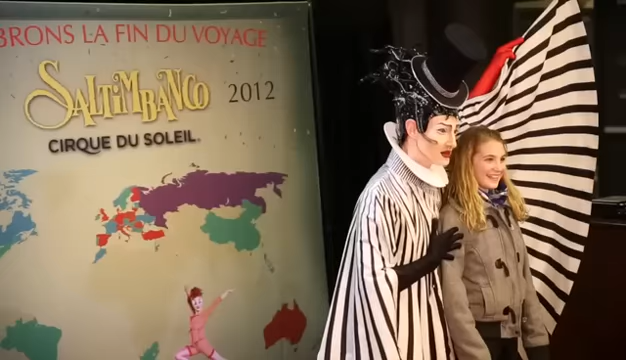 BRONS LA FIN DU VOYAGE
SALTIMBANCO 2012
CIRQUE DU SOLEIL